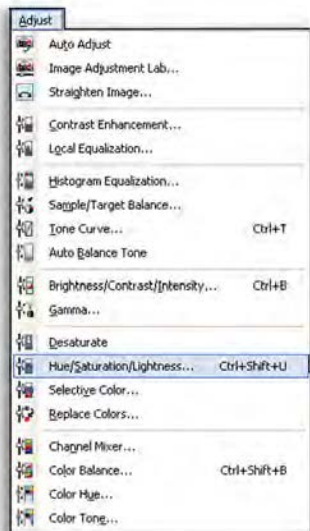 Adjust
Auto Adjust
Image Adjustment Lab...
Straighten Image...
Contrast Enhancement...
Local Equalization...
Histogram Equalization...
Sample/Target Balance...
Tone Curve... Ctrl+T
Auto Balance Tone
Brightness/Contrast/Intensity... Ctrl+B
Gamma...
Desaturate
Hue/Saturation/Lightness... Ctrl+Shift+U
Selective Color...
Replace Colors...
Channel Mixer...
Color Balance... Ctrl+Shift+B
Color Hue...
Color Tone...